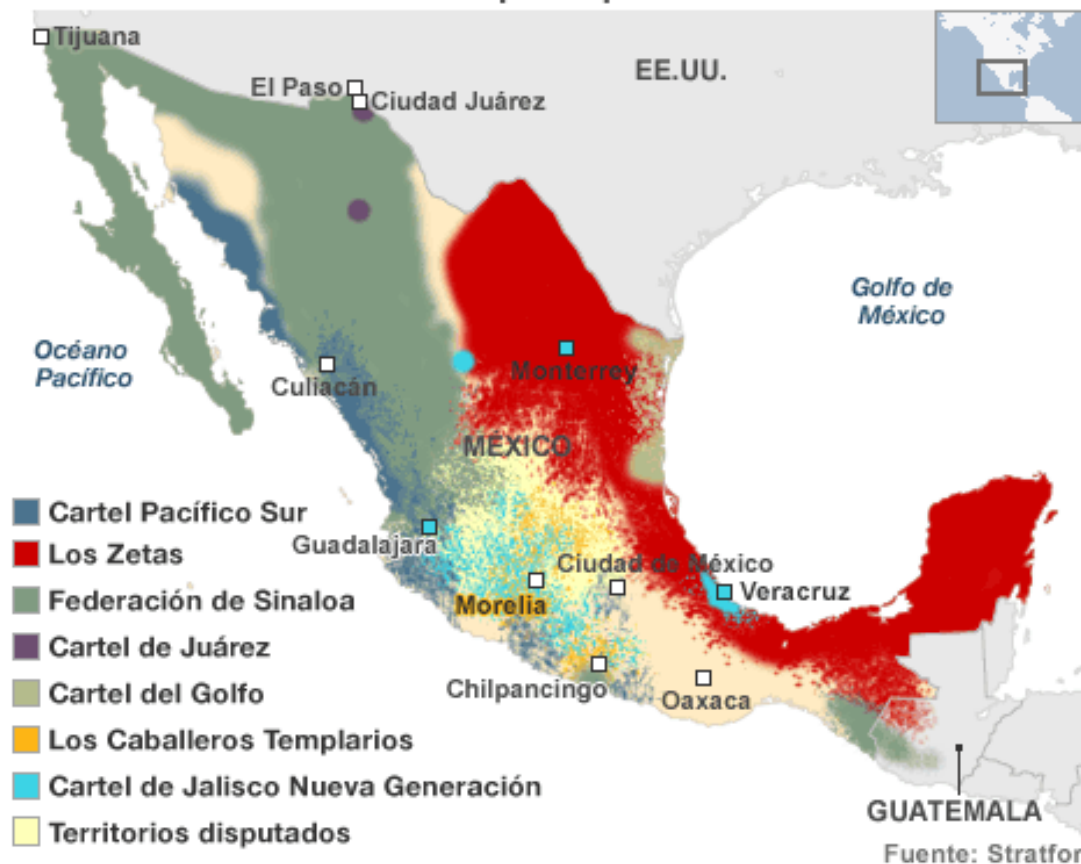 Tijuana
El Paso
Ciudad Juárez
EE.UU.
Golfo de
México
Océano
Pacífico
Culiacán
Monterrey
MÉXICO
Guadalajara
Ciudad de México
Veracruz
Morelia
Chilpancingo
Oaxaca
GUATEMALA
Cartel Pacífico Sur
Los Zetas
Federación de Sinaloa
Cartel de Juárez
Cartel del Golfo
Los Caballeros Templarios
Cartel de Jalisco Nueva Generación
Territorios disputados
Fuente: Stratfor